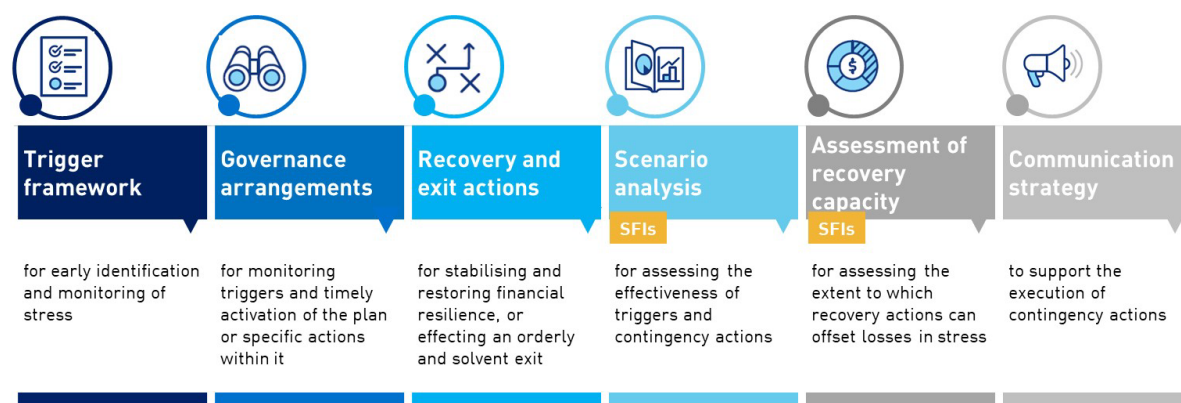 Trigger
framework
Governance
arrangements
Recovery and
exit actions
Scenario
analysis
Assessment of
recovery
capacity
Communication
strategy
SFIs
SFIs
for early identification
and monitoring of
stress
for monitoring
triggers and timely
activation of the plan
or specific actions
within it
for stabilising and
restoring financial
resilience, or
effecting an orderly
and solvent exit
for assessing the
effectiveness of
triggers and
contingency actions
for assessing the
extent to which
recovery actions can
offset losses in stress
to support the
execution of
contingency actions